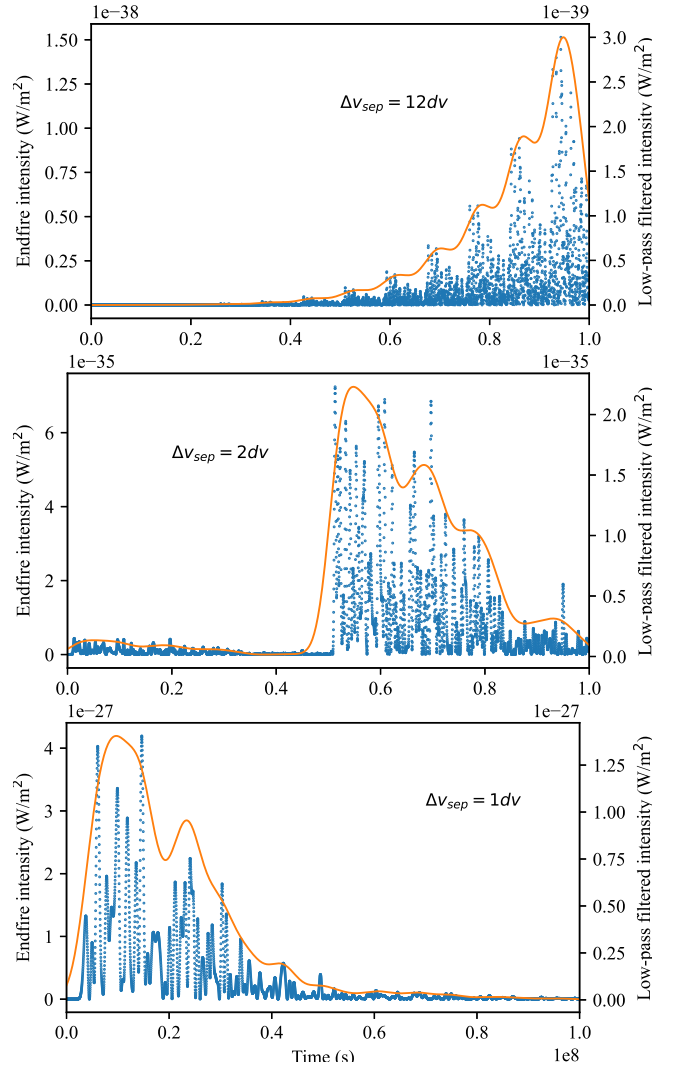 1e−38 1e−39
1.50
1.25
1.00
0.75
0.50
0.25
0.00
Endfire intensity (W/m²)
Δv_sep = 12dv
3.0
2.5
2.0
1.5
1.0
0.5
0.0
Low-pass filtered intensity (W/m²)
0.0 0.2 0.4 0.6 0.8 1.0
1e−35 1e−35
6
4
2
0
Endfire intensity (W/m²)
Δv_sep = 2dv
2.0
1.5
1.0
0.5
0.0
Low-pass filtered intensity (W/m²)
0.0 0.2 0.4 0.6 0.8 1.0
1e−27 1e−27
4
3
2
1
0
Endfire intensity (W/m²)
Δv_sep = 1dv
1.25
1.00
0.75
0.50
0.25
0.00
Low-pass filtered intensity (W/m²)
0.0 0.2 0.4 0.6 0.8 1.0
Time (s) 1e8